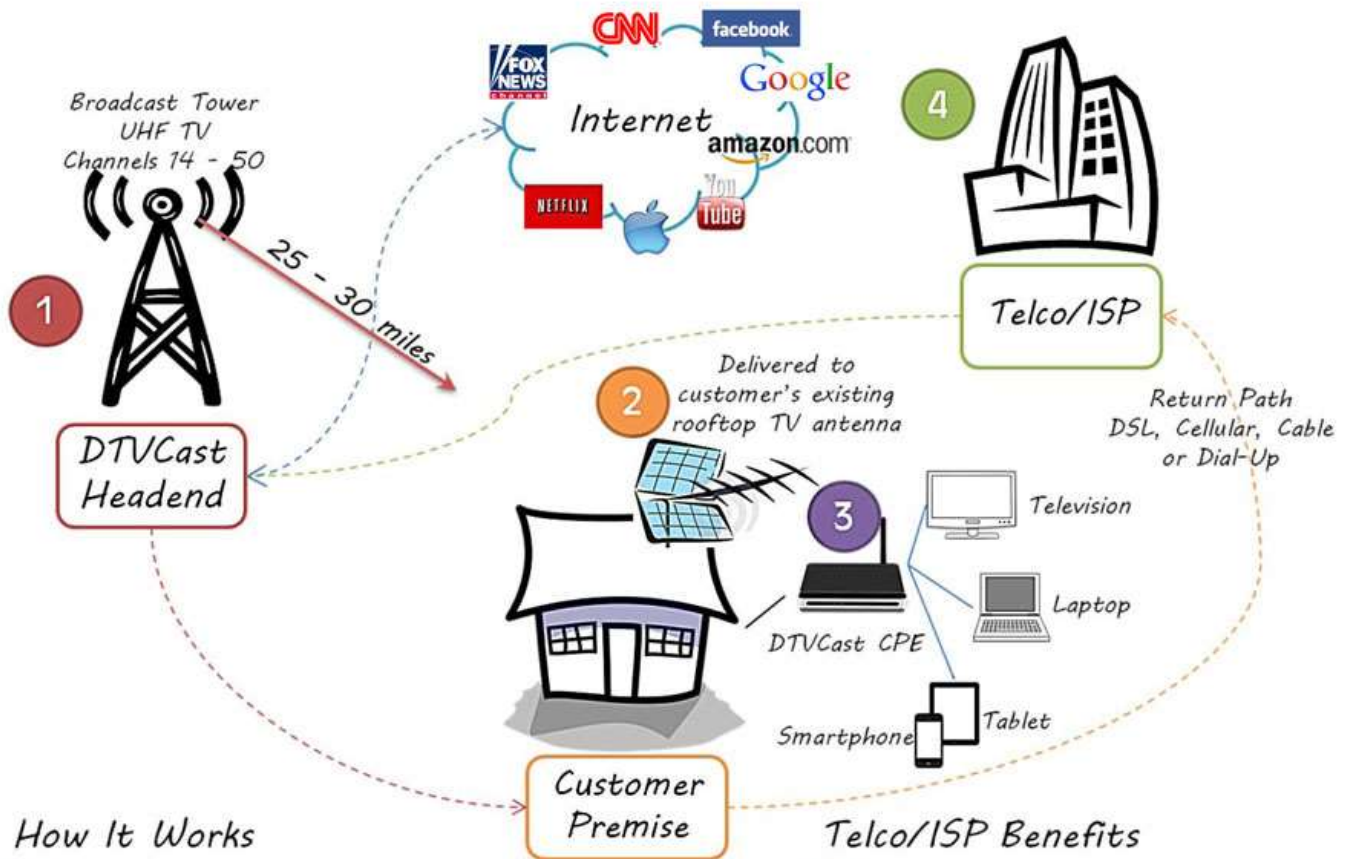 Broadcast Tower
UHF TV
Channels 14 - 50
1
25 - 30 miles
DTVCast
Headend
FOX
NEWS
channel
CNN
facebook
Google
Internet
amazon.com
NETFLIX
You
Tube
4
Telco/ISP
2
Delivered to
customer's existing
rooftop TV antenna
Return Path
DSL, Cellular, Cable
or Dial-Up
3
DTVCast CPE
Television
Laptop
Tablet
Smartphone
Customer
Premise
How It Works
Telco/ISP Benefits